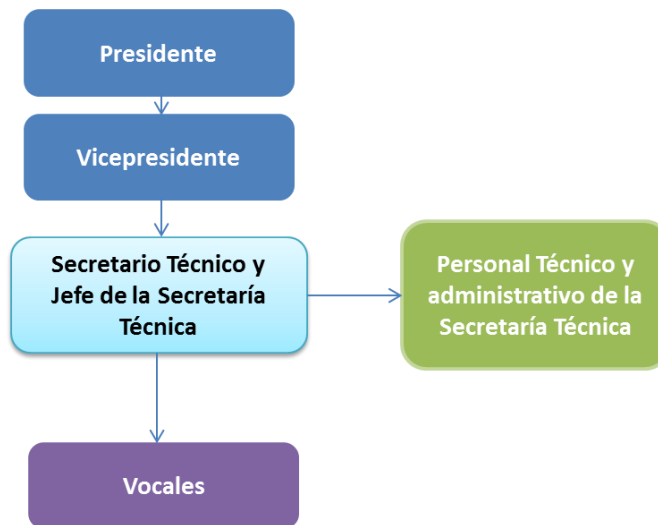 Presidente
Vicepresidente
Secretario Técnico y
Jefe de la Secretaría
Técnica
Personal Técnico y
administrativo de la
Secretaría Técnica
Vocales